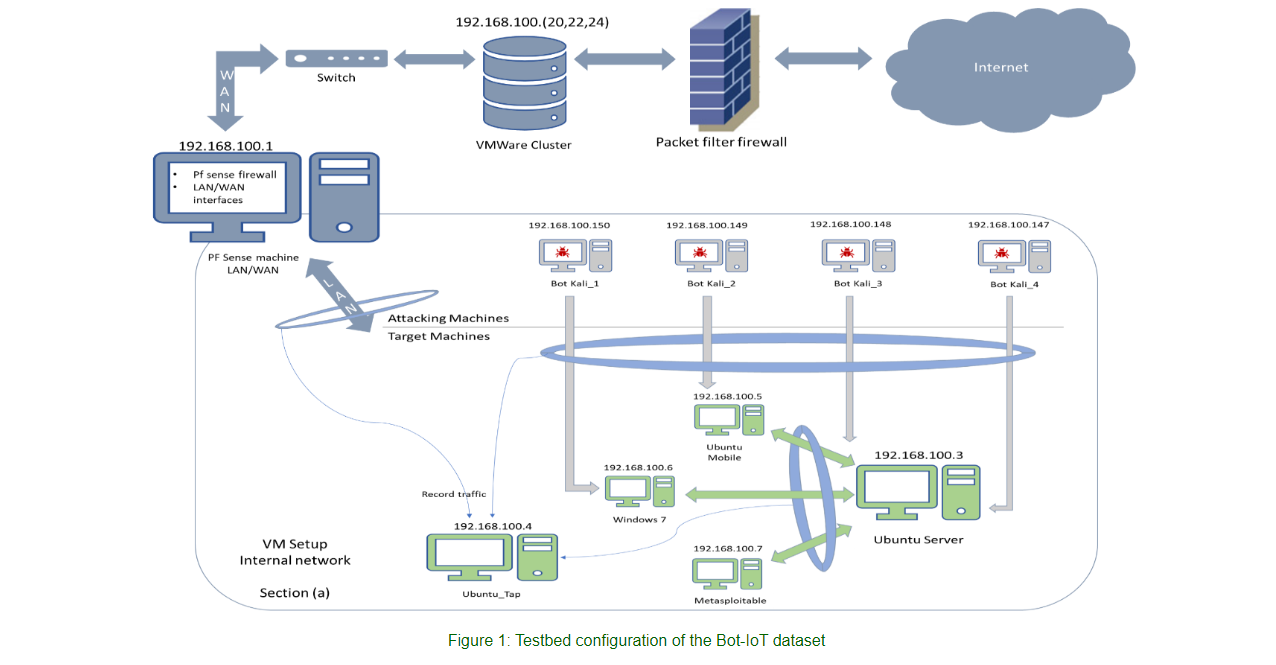 192.168.100.(20,22,24)
WAN
Switch
VMWare Cluster
Packet filter firewall
Internet
192.168.100.1
• Pf sense firewall
• LAN/WAN
interfaces
PF Sense machine
LAN/WAN
LAN
192.168.100.150
192.168.100.149
192.168.100.148
192.168.100.147
Bot Kali_1
Bot Kali_2
Bot Kali_3
Bot Kali_4
Attacking Machines
Target Machines
192.168.100.5
Ubuntu
Mobile
192.168.100.6
Windows 7
192.168.100.3
Ubuntu Server
Record traffic
192.168.100.4
Ubuntu_Tap
192.168.100.7
Metasploitable
VM Setup
Internal network
Section (a)
Figure 1: Testbed configuration of the Bot-IoT dataset